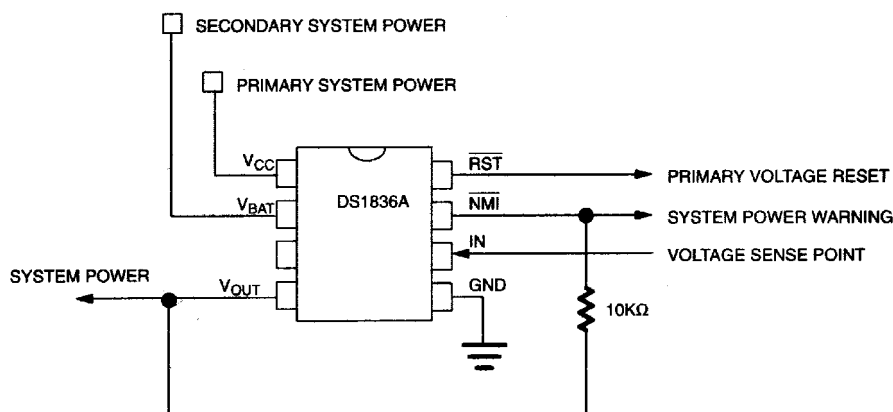 SECONDARY SYSTEM POWER
PRIMARY SYSTEM POWER
VCC
RST
PRIMARY VOLTAGE RESET
VBAT
DS1836A
NMI
SYSTEM POWER WARNING
IN
VOLTAGE SENSE POINT
SYSTEM POWER
VOUT
GND
10KΩ